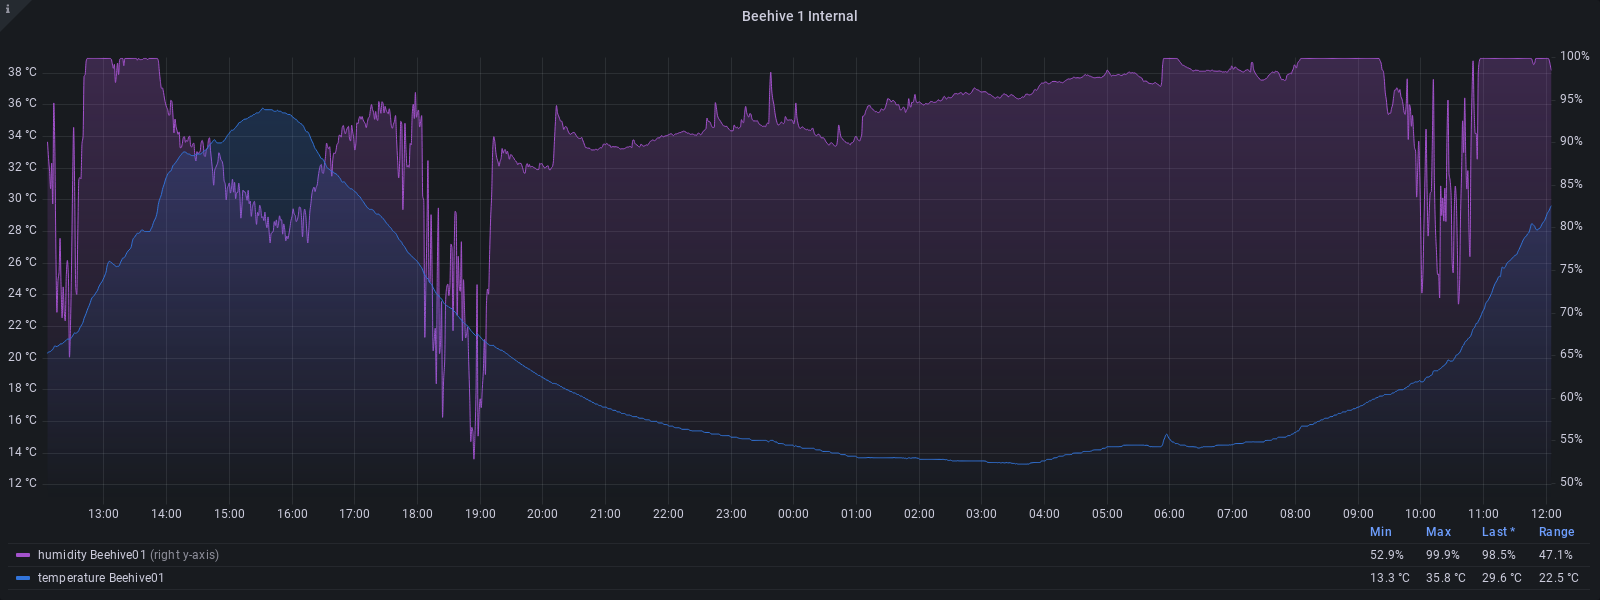 i
Beehive 1 Internal
38 °C
36 °C
34 °C
32 °C
30 °C
28 °C
26 °C
24 °C
22 °C
20 °C
18 °C
16 °C
14 °C
12 °C
100%
95%
90%
85%
80%
75%
70%
65%
60%
55%
50%
13:00 14:00 15:00 16:00 17:00 18:00 19:00 20:00 21:00 22:00 23:00 00:00 01:00 02:00 03:00 04:00 05:00 06:00 07:00 08:00 09:00 10:00 11:00 12:00
Min Max Last * Range
humidity Beehive01 (right y-axis) 52.9% 99.9% 98.5% 47.1%
temperature Beehive01 13.3 °C 35.8 °C 29.6 °C 22.5 °C